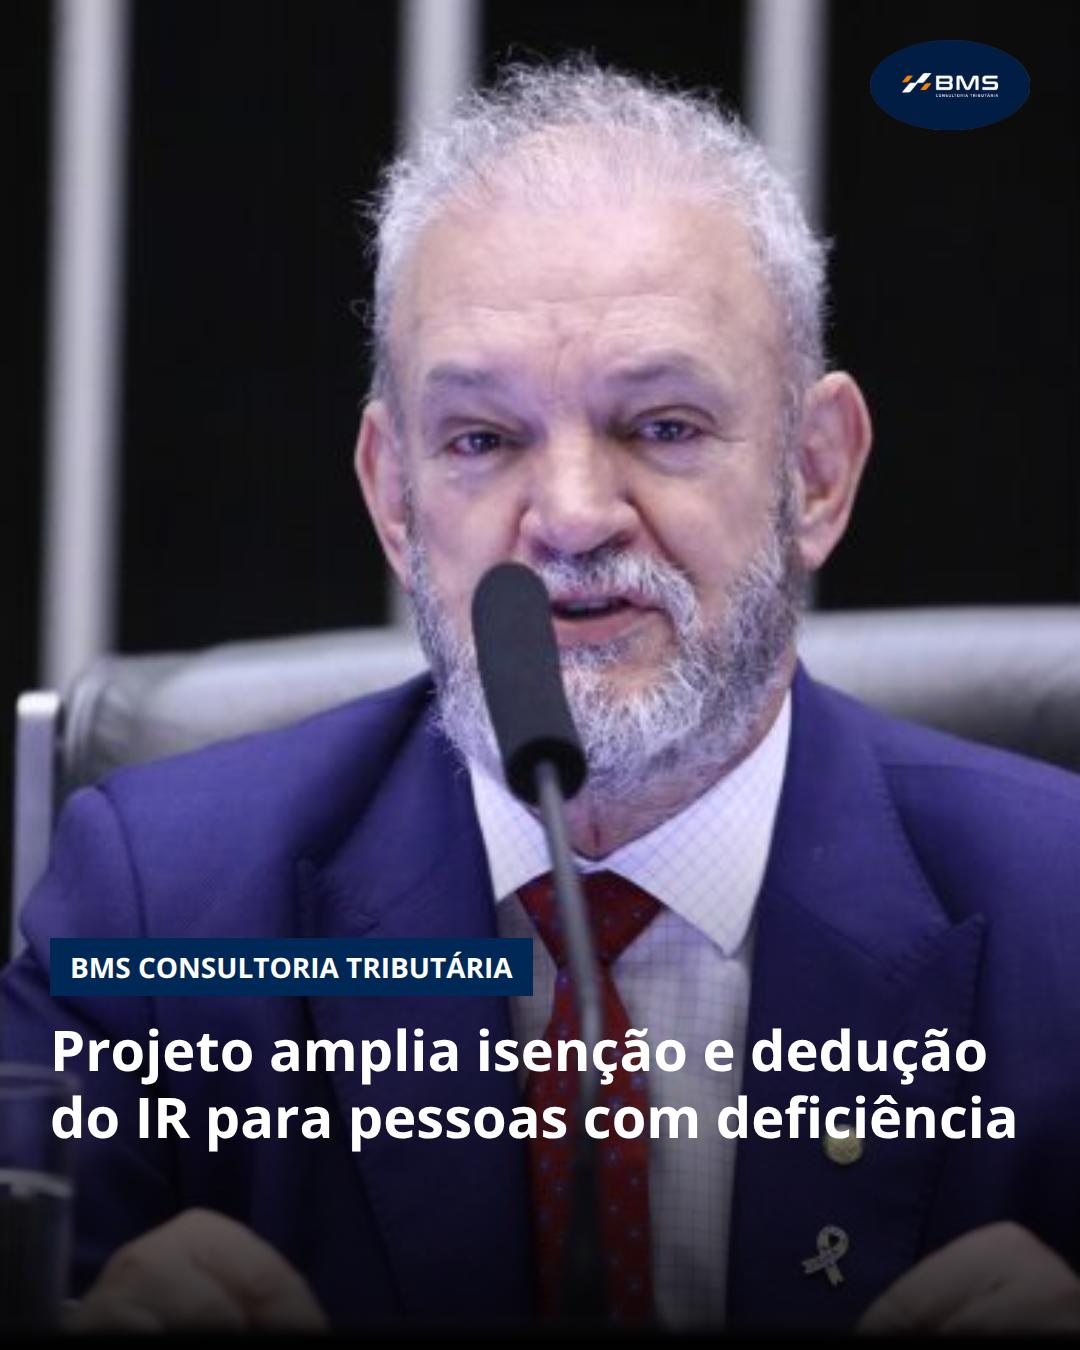 BMS
CONSULTORIA TRIBUTÁRIA
BMS CONSULTORIA TRIBUTÁRIA
Projeto amplia isenção e dedução
do IR para pessoas com deficiência